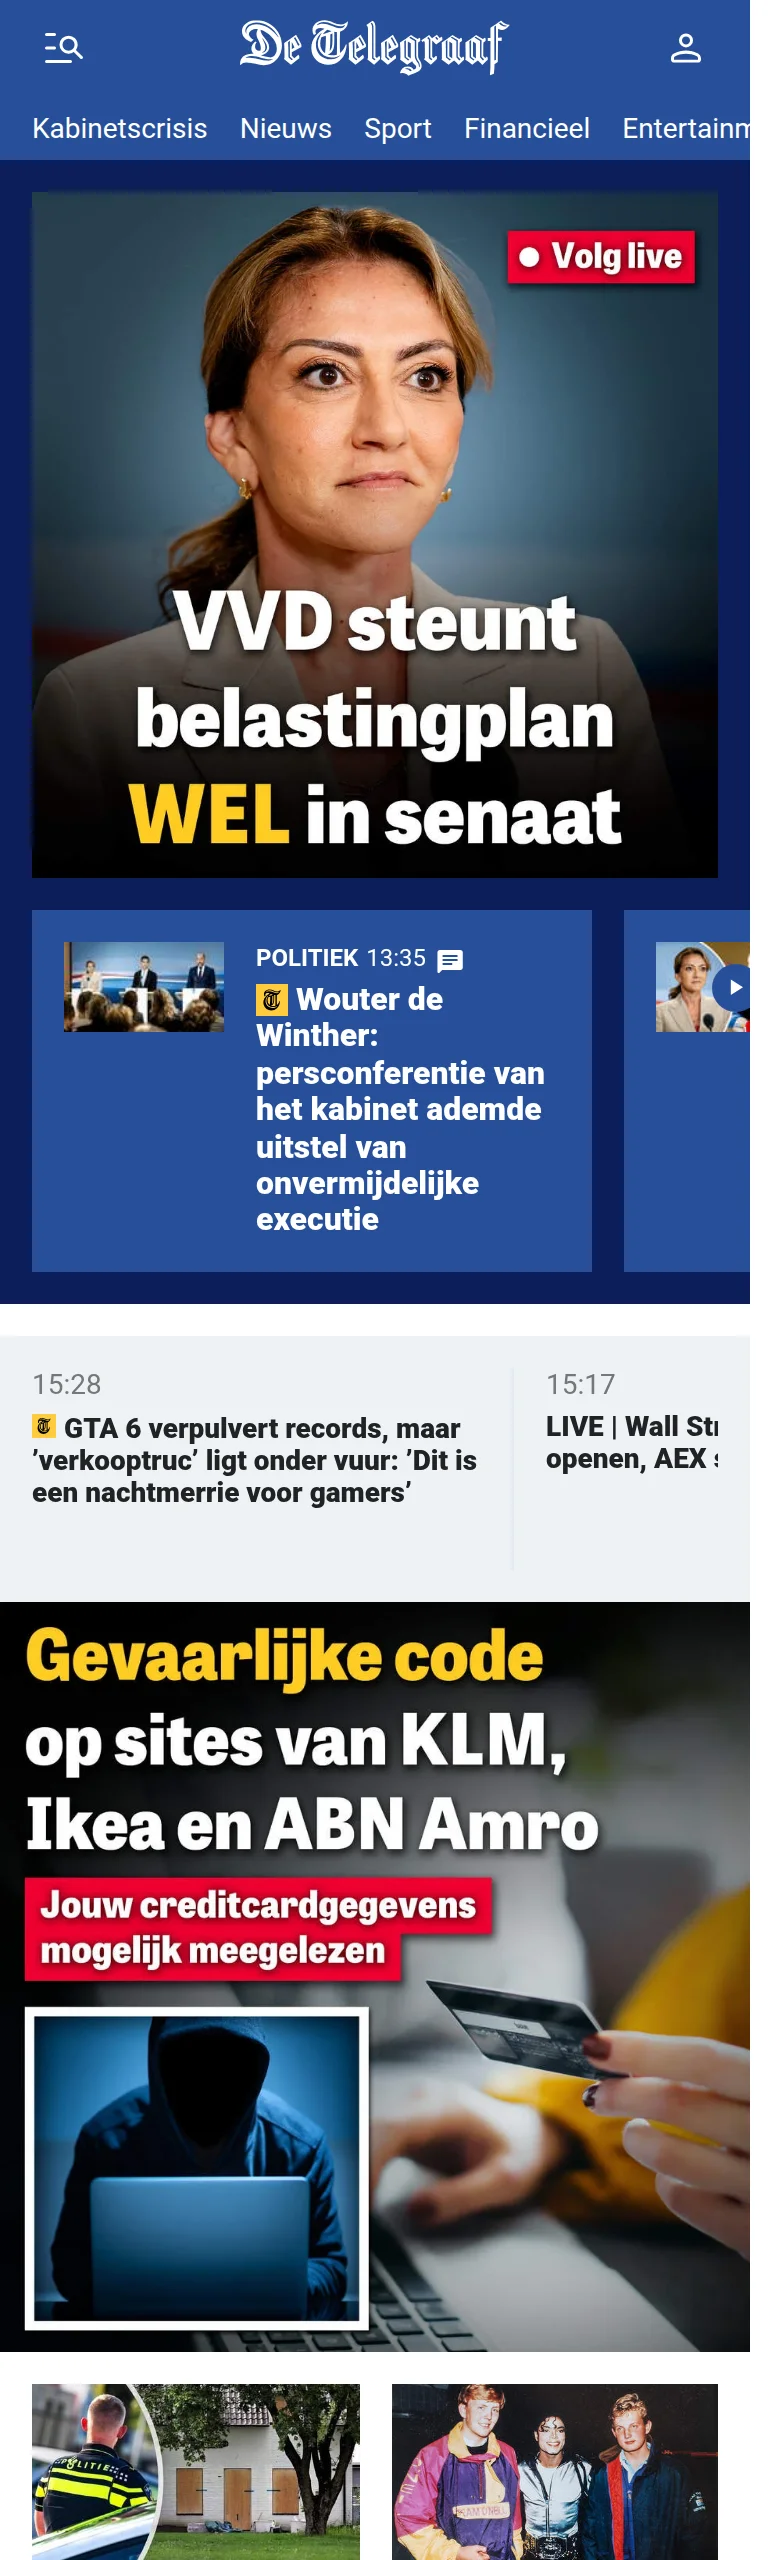 De Telegraaf
Kabinetscrisis Nieuws Sport Financieel Entertainm
Volg live
VVD steunt
belastingplan
WEL in senaat
POLITIEK 13:35
Wouter de
Winther:
persconferentie van
het kabinet ademde
uitstel van
onvermijdelijke
executie
15:28
GTA 6 verpulvert records, maar
’verkooptruc’ ligt onder vuur: ’Dit is
een nachtmerrie voor gamers’
15:17
LIVE | Wall Str
openen, AEX s
Gevaarlijke code
op sites van KLM,
Ikea en ABN Amro
Jouw creditcardgegevens
mogelijk meegelezen
POLITIE